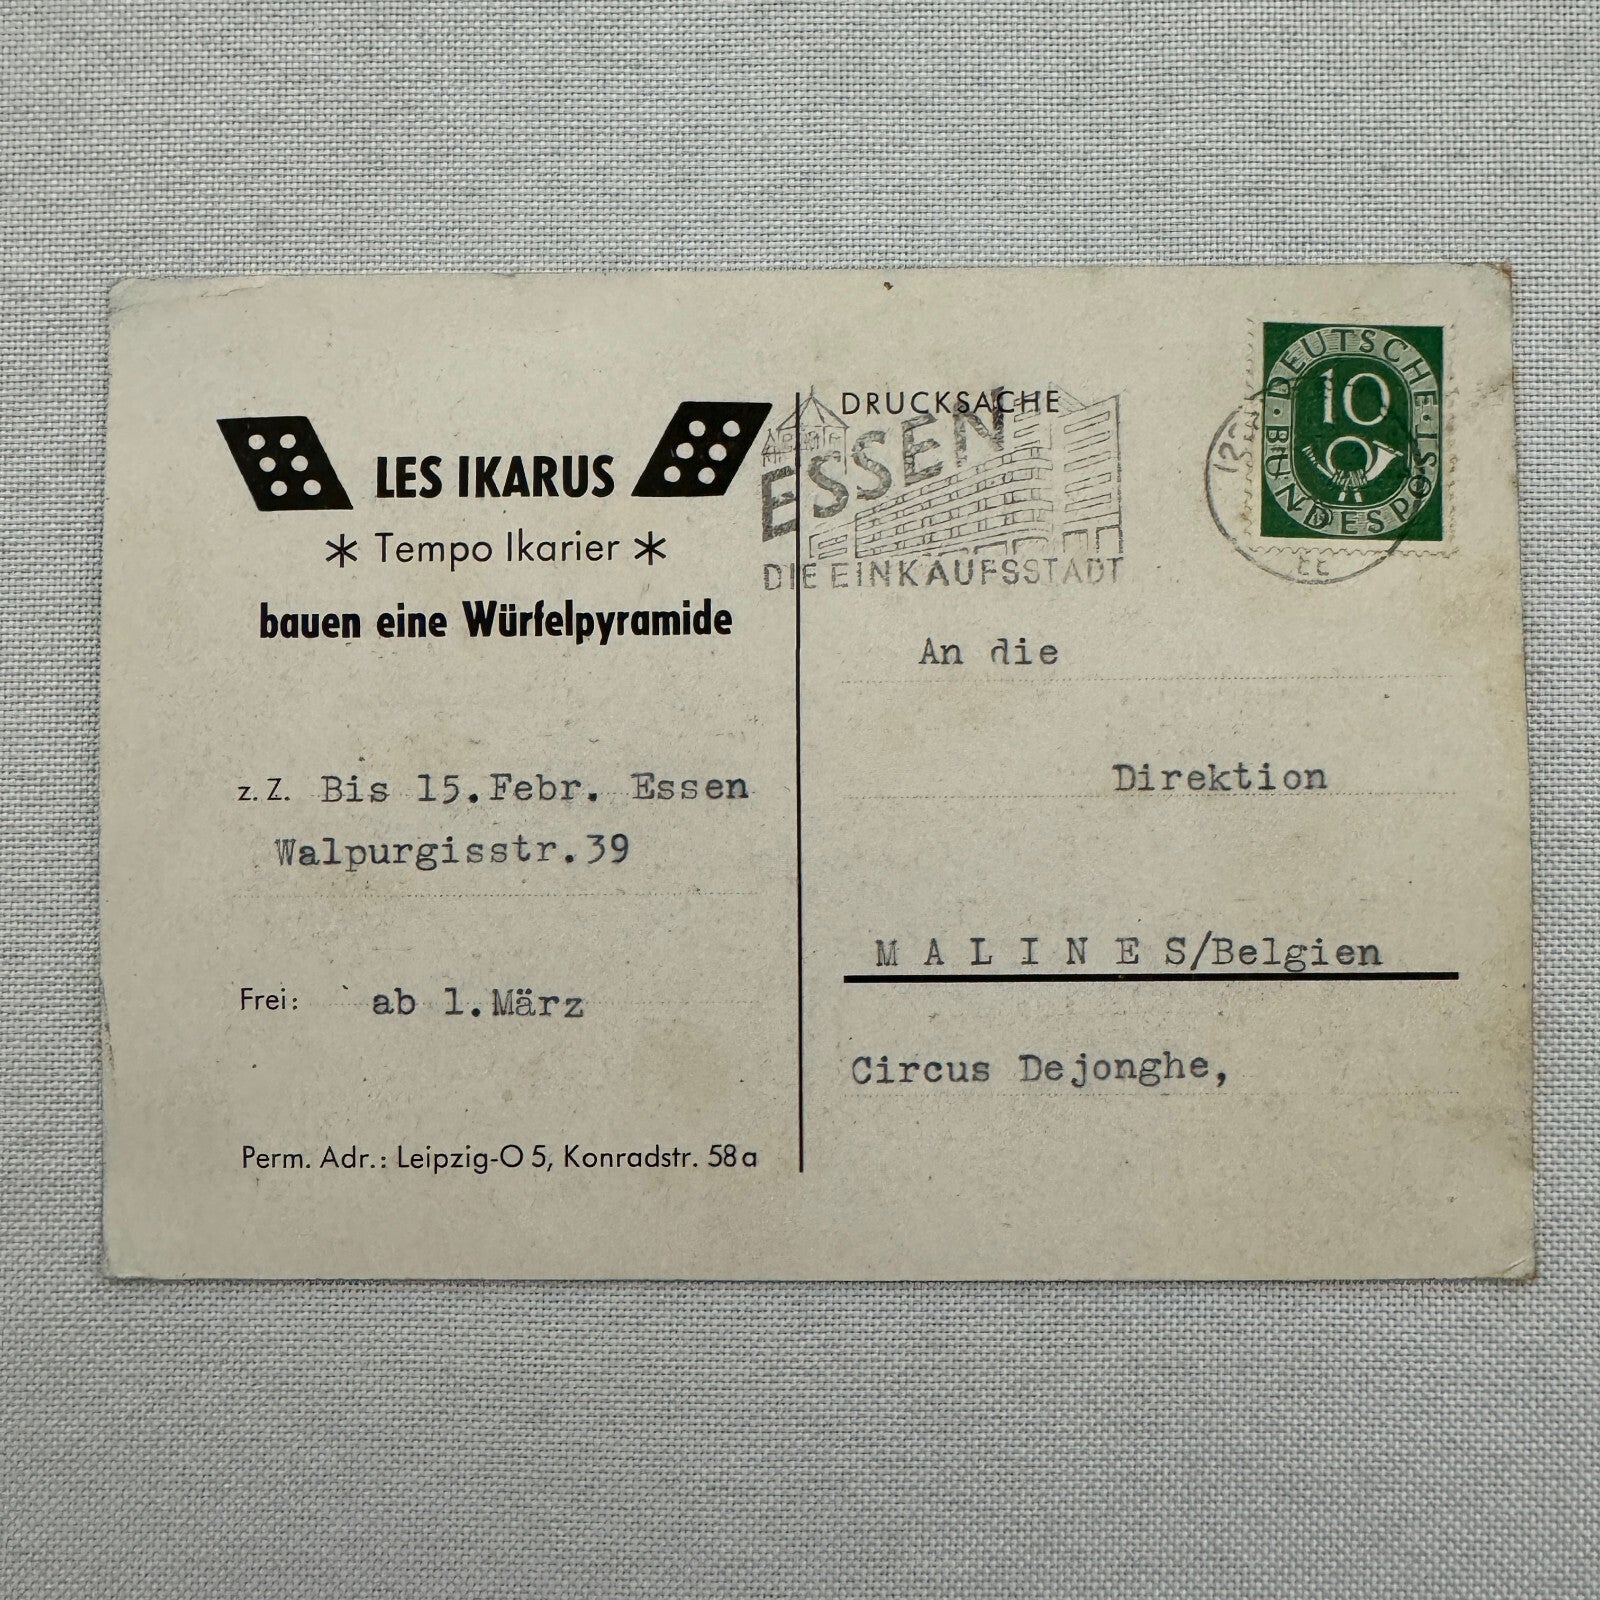 LES IKARUS
* Tempo Ikarier *
bauen eine Würfelpyramide
z. Z. Bis 15.Febr. Essen
Walpurgisstr.39
Frei: ab 1.März
Perm. Adr.: Leipzig-O 5, Konradstr. 58a
DRUCKSACHE
ESSEN
DIE EINKAUFSSTADT
DEUTSCHE BUNDESPOST
10
An die
Direktion
M A L I N E S/Belgien
Circus Dejonghe,